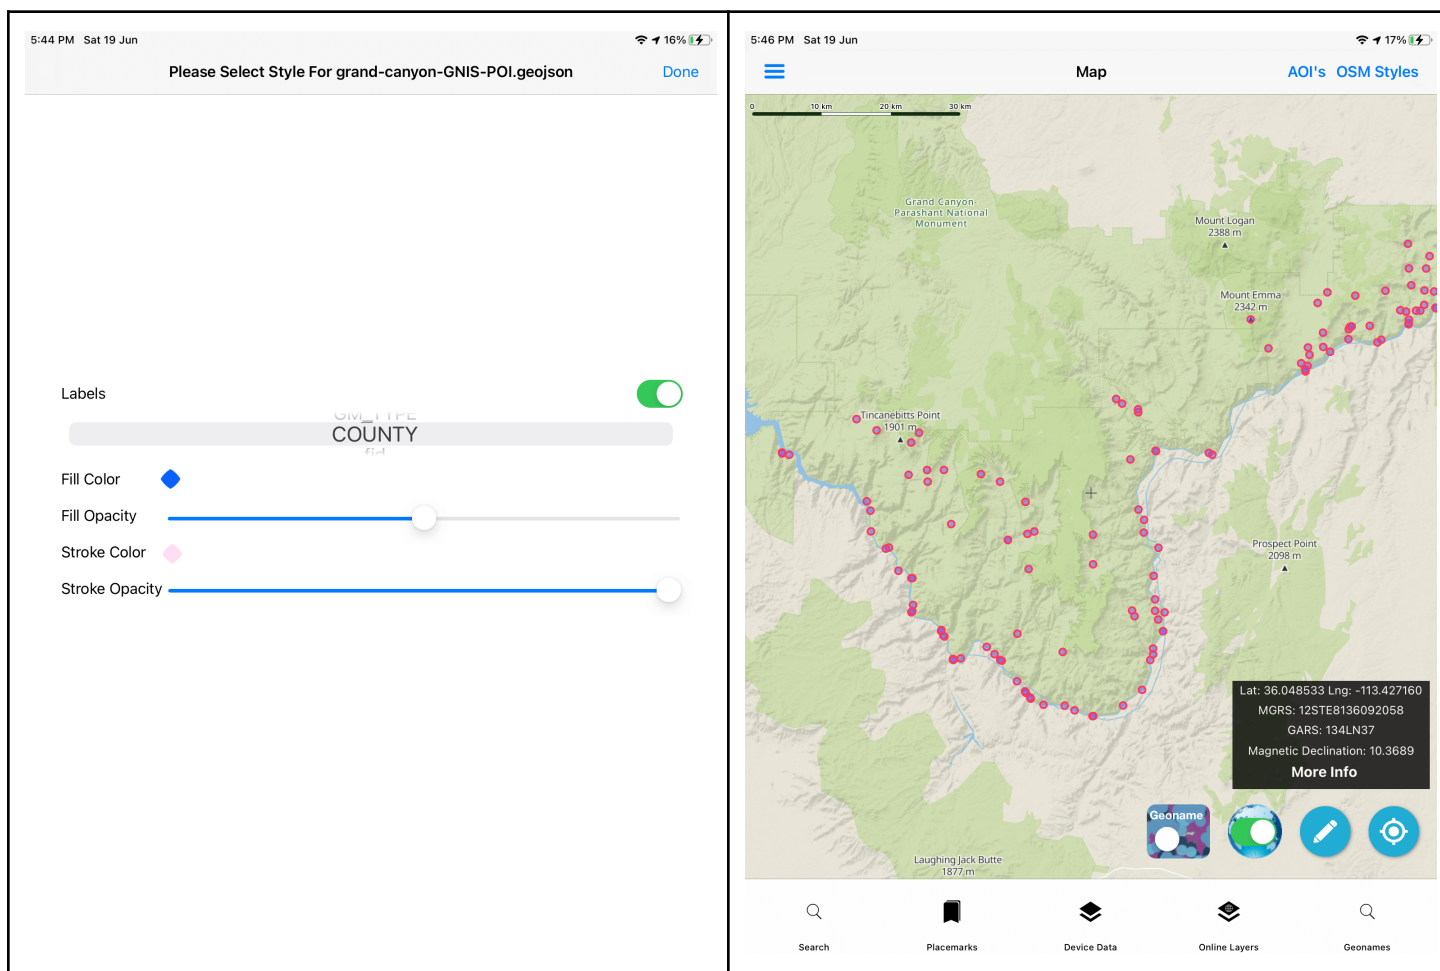 5:44 PM Sat 19 Jun
16%
Please Select Style For grand-canyon-GNIS-POI.geojson
Done
Labels
GM_TYPE
COUNTY
fid
Fill Color
Fill Opacity
Stroke Color
Stroke Opacity
5:46 PM Sat 19 Jun
17%
Map
AOI's OSM Styles
0 10 km 20 km 30 km
Grand Canyon-
Parashant National
Monument
Mount Logan
2388 m
Mount Emma
2342 m
Tincanebitts Point
1901 m
Prospect Point
2098 m
Lat: 36.048533 Lng: -113.427160
MGRS: 12STE8136092058
GARS: 134LN37
Magnetic Declination: 10.3689
More Info
Geoname
Laughing Jack Butte
1877 m
Search
Placemarks
Device Data
Online Layers
Geonames